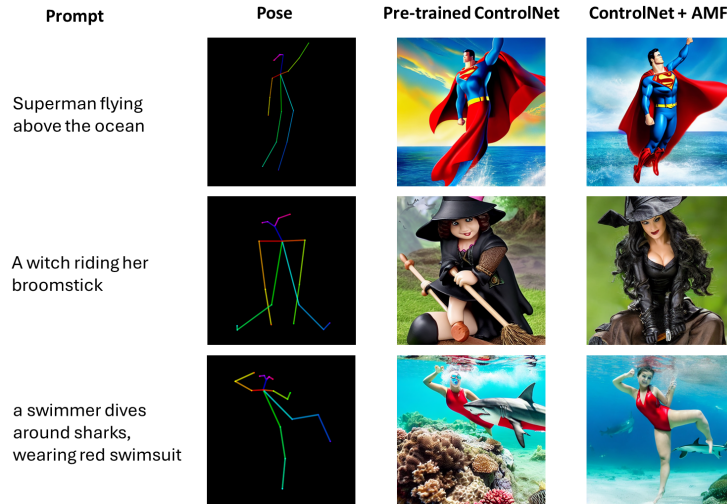 Prompt
Pose
Pre-trained ControlNet
ControlNet + AMF
Superman flying
above the ocean
A witch riding her
broomstick
a swimmer dives
around sharks,
wearing red swimsuit